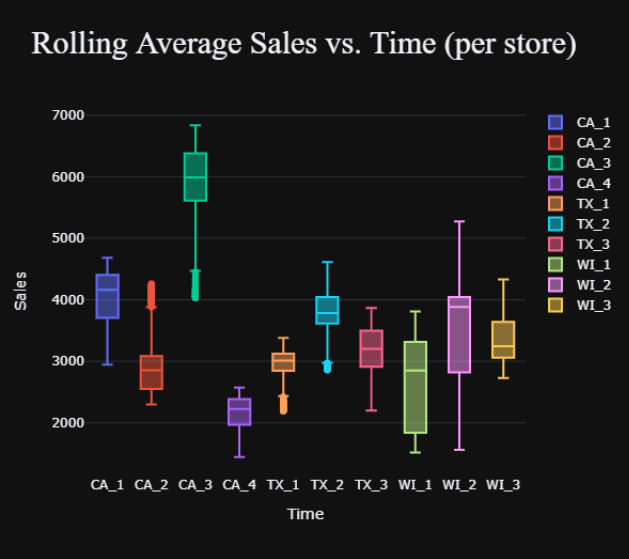 Rolling Average Sales vs. Time (per store)
7000
6000
5000
4000
3000
2000
Sales
CA_1 CA_2 CA_3 CA_4 TX_1 TX_2 TX_3 WI_1 WI_2 WI_3
Time
CA_1
CA_2
CA_3
CA_4
TX_1
TX_2
TX_3
WI_1
WI_2
WI_3